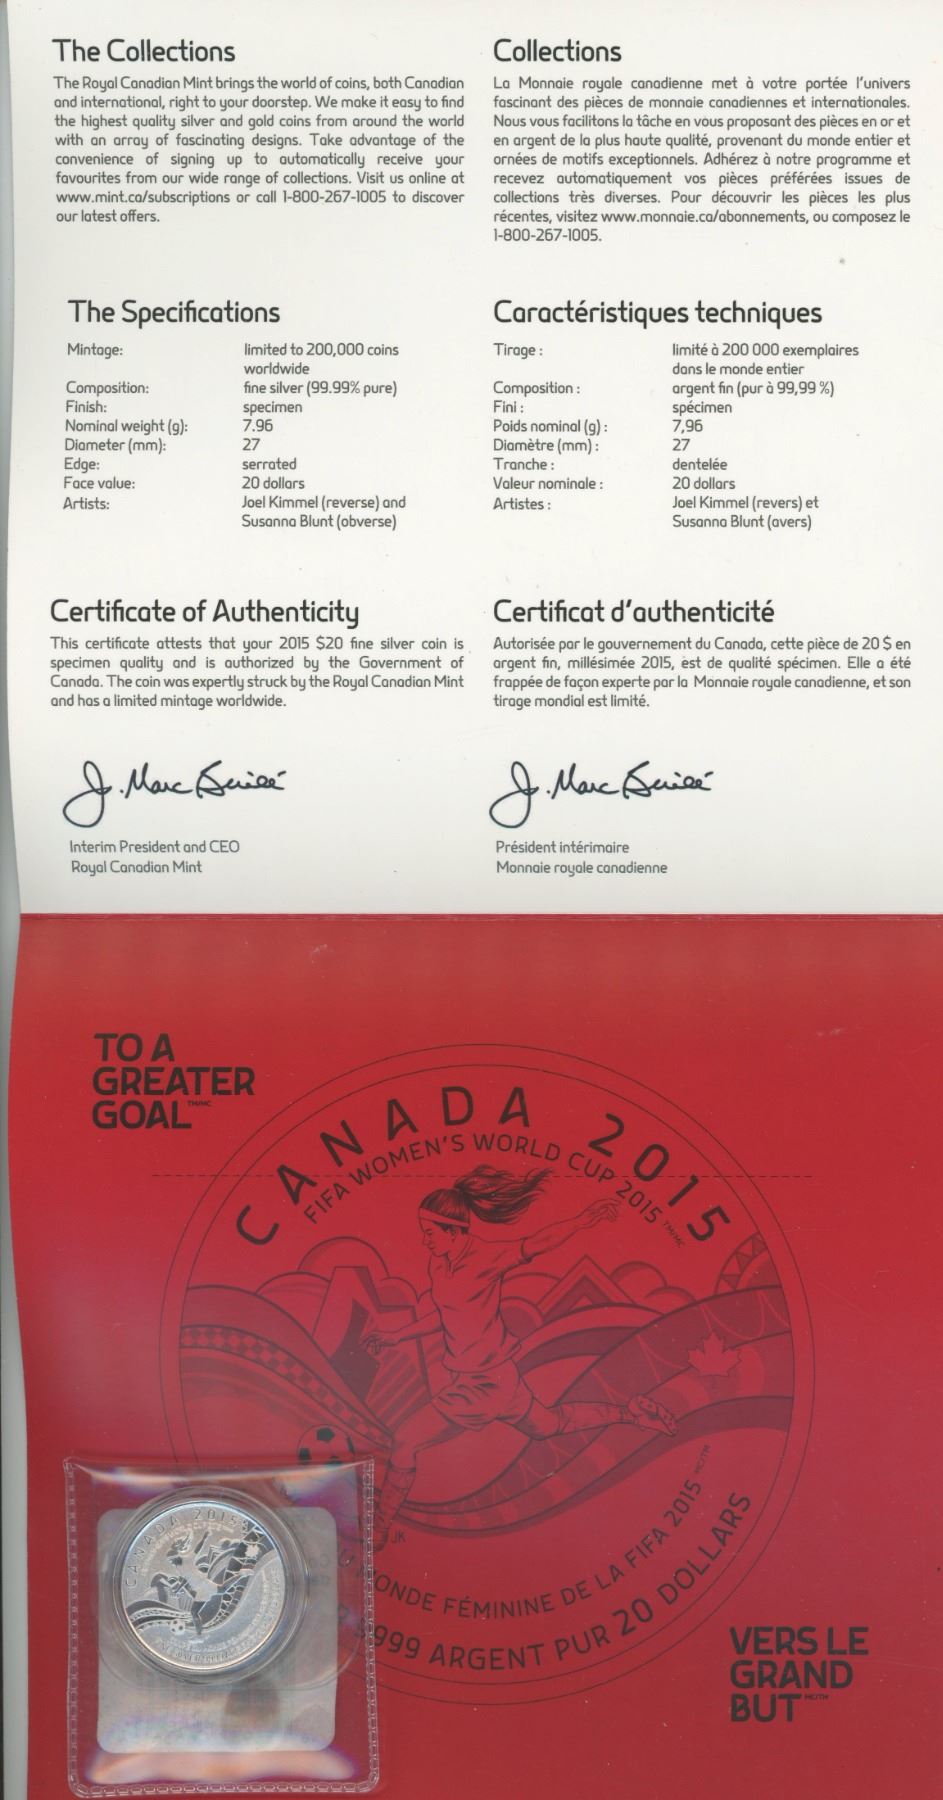 The Collections
The Royal Canadian Mint brings the world of coins, both Canadian
and international, right to your doorstep. We make it easy to find
the highest quality silver and gold coins from around the world
with an array of fascinating designs. Take advantage of the
convenience of signing up to automatically receive your
favourites from our wide range of collections. Visit us online at
www.mint.ca/subscriptions or call 1-800-267-1005 to discover
our latest offers.
Collections
La Monnaie royale canadienne met à votre portée l'univers
fascinant des pièces de monnaie canadiennes et internationales.
Nous vous facilitons la tâche en vous proposant des pièces en or et
en argent de la plus haute qualité, provenant du monde entier et
ornées de motifs exceptionnels. Adhérez à notre programme et
recevez automatiquement vos pièces préférées issues de
collections très diverses. Pour découvrir les pièces les plus
récentes, visitez www.monnaie.ca/abonnements, ou composez le
1-800-267-1005.
The Specifications
Mintage: limited to 200,000 coins
worldwide
Composition: fine silver (99.99% pure)
Finish: specimen
Nominal weight (g): 7.96
Diameter (mm): 27
Edge: serrated
Face value: 20 dollars
Artists: Joel Kimmel (reverse) and
Susanna Blunt (obverse)
Caractéristiques techniques
Tirage : limité à 200 000 exemplaires
dans le monde entier
Composition : argent fin (pur à 99,99 %)
Fini : spécimen
Poids nominal (g) : 7,96
Diamètre (mm) : 27
Tranche : dentelée
Valeur nominale : 20 dollars
Artistes : Joel Kimmel (revers) et
Susanna Blunt (avers)
Certificate of Authenticity
This certificate attests that your 2015 $20 fine silver coin is
specimen quality and is authorized by the Government of
Canada. The coin was expertly struck by the Royal Canadian Mint
and has a limited mintage worldwide.
Interim President and CEO
Royal Canadian Mint
Certificat d'authenticité
Autorisée par le gouvernement du Canada, cette pièce de 20 $ en
argent fin, millésimée 2015, est de qualité spécimen. Elle a été
frappée de façon experte par la Monnaie royale canadienne, et son
tirage mondial est limité.
Président intérimaire
Monnaie royale canadienne
TO A
GREATER
GOAL TM/MC
CANADA 2015
FIFA WOMEN'S WORLD CUP 2015 TM/MC
JK
MONDE FÉMININE DE LA FIFA 2015 MC/TM
9999 ARGENT PUR 20 DOLLARS
CANADA 2015
VERS LE
GRAND
BUT MC/TM